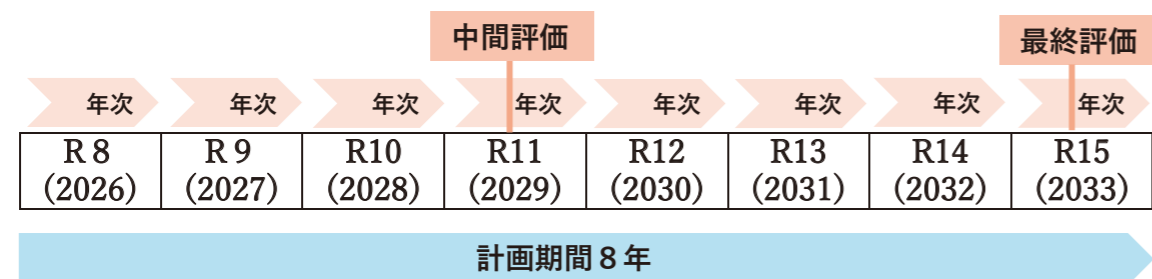 中間評価
最終評価
年次 年次 年次 年次 年次 年次 年次 年次
R 8 R 9 R10 R11 R12 R13 R14 R15
(2026) (2027) (2028) (2029) (2030) (2031) (2032) (2033)
計画期間８年